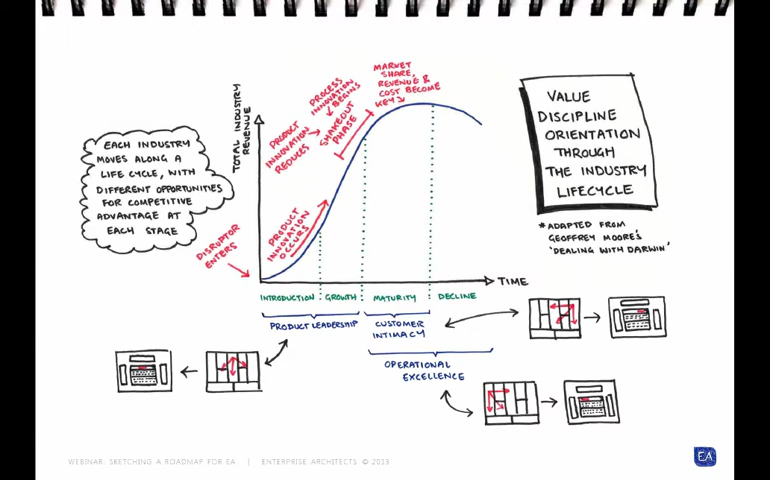 MARKET
SHARE,
REVENUE &
COST BECOME
KEY
PROCESS
INNOVATION
BEGINS
SHAKEOUT
PHASE
PRODUCT
INNOVATION
REDUCES
TOTAL INDUSTRY
REVENUE
VALUE
DISCIPLINE
ORIENTATION
THROUGH
THE INDUSTRY
LIFECYCLE
*ADAPTED FROM
GEOFFREY MOORE'S
'DEALING WITH DARWIN'
EACH INDUSTRY
MOVES ALONG A
LIFE CYCLE, WITH
DIFFERENT OPPORTUNITIES
FOR COMPETITIVE
ADVANTAGE AT
EACH STAGE
PRODUCT
INNOVATION
OCCURS
DISRUPTOR
ENTERS
TIME
INTRODUCTION GROWTH MATURITY DECLINE
PRODUCT LEADERSHIP
CUSTOMER
INTIMACY
OPERATIONAL
EXCELLENCE
WEBINAR: SKETCHING A ROADMAP FOR EA | ENTERPRISE ARCHITECTS © 2013
EA